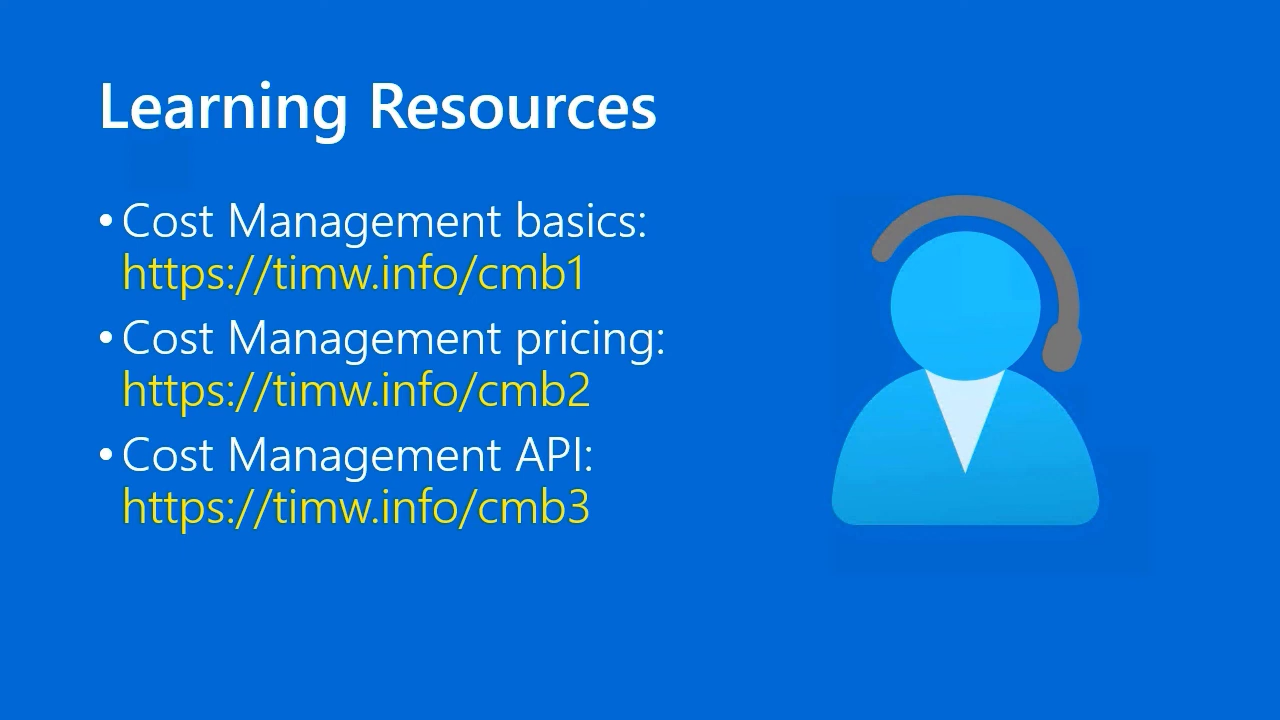 Learning Resources
• Cost Management basics:
https://timw.info/cmb1
• Cost Management pricing:
https://timw.info/cmb2
• Cost Management API:
https://timw.info/cmb3